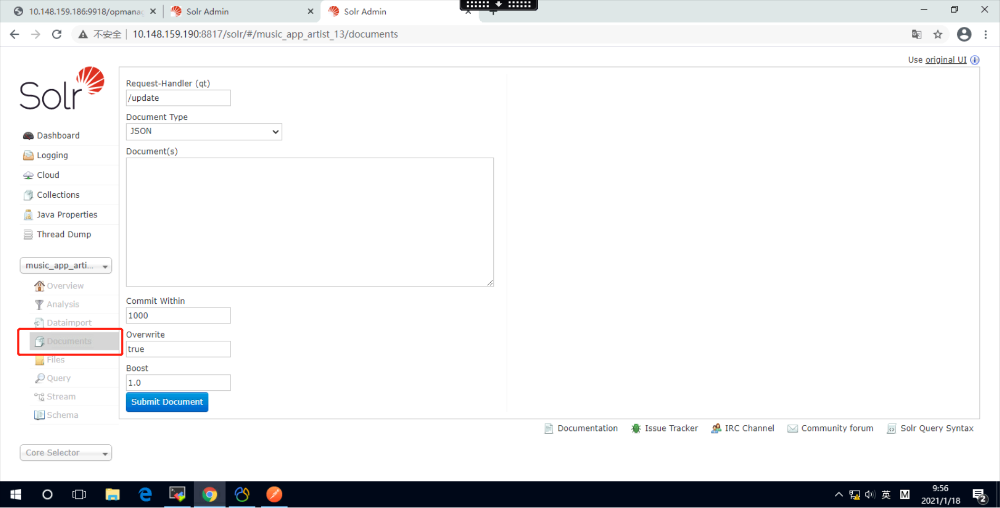 10.148.159.186:9918/opmanag
Solr Admin
Solr Admin
不安全
10.148.159.190:8817/solr/#/music_app_artist_13/documents
Use original UI
Solr
Dashboard
Logging
Cloud
Collections
Java Properties
Thread Dump
music_app_arti...
Overview
Analysis
Dataimport
Documents
Files
Query
Stream
Schema
Core Selector
Request-Handler (qt)
/update
Document Type
JSON
Document(s)
Commit Within
1000
Overwrite
true
Boost
1.0
Submit Document
Documentation
Issue Tracker
IRC Channel
Community forum
Solr Query Syntax
英
M
9:56
2021/1/18
2